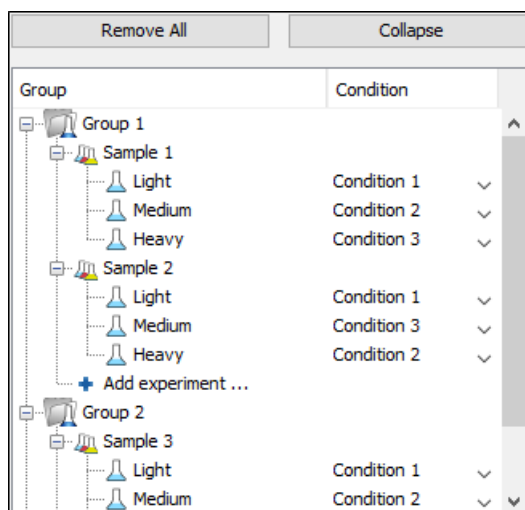 Remove All Collapse
Group Condition
Group 1
Sample 1
Light Condition 1
Medium Condition 2
Heavy Condition 3
Sample 2
Light Condition 1
Medium Condition 3
Heavy Condition 2
Add experiment ...
Group 2
Sample 3
Light Condition 1
Medium Condition 2